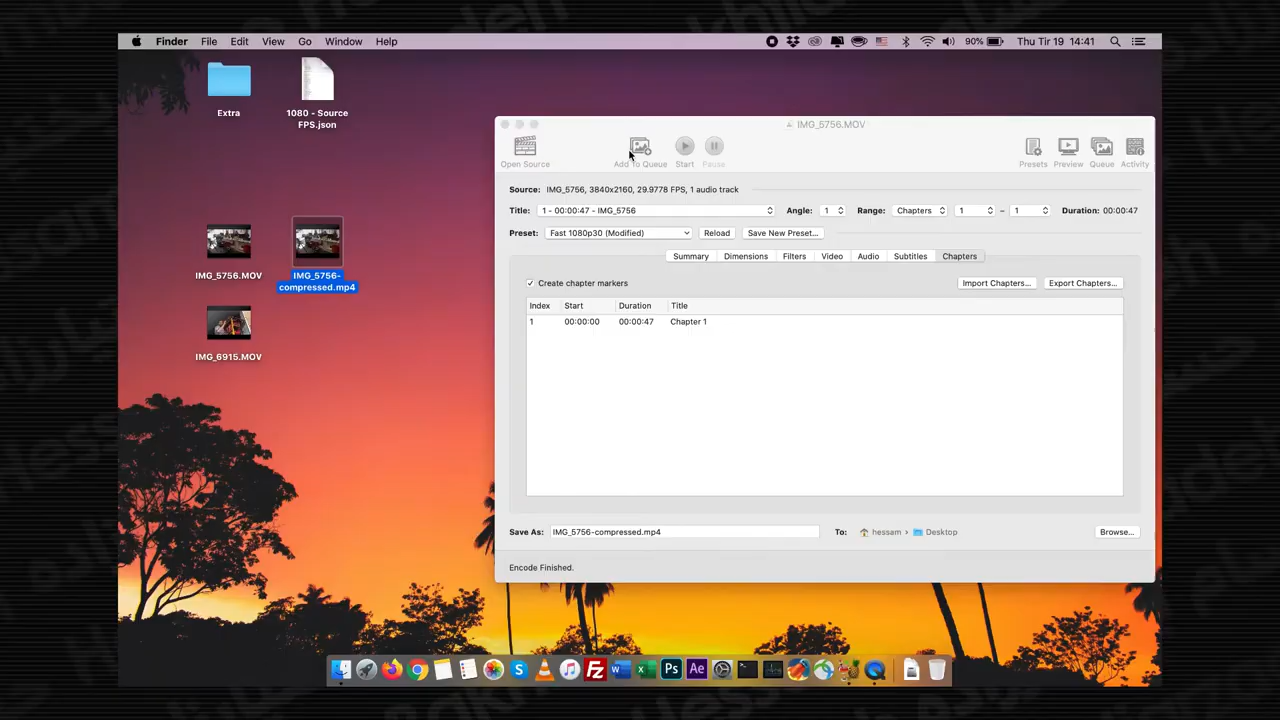 Finder File Edit View Go Window Help 90% Thu Tir 19 14:41
Extra
1080 - Source
FPS.json
IMG_5756.MOV
IMG_5756-
compressed.mp4
IMG_6915.MOV
IMG_5756.MOV
Open Source Add To Queue Start Pause Presets Preview Queue Activity
Source: IMG_5756, 3840x2160, 29.9778 FPS, 1 audio track
Title: 1 - 00:00:47 - IMG_5756 Angle: 1 Range: Chapters 1 – 1 Duration: 00:00:47
Preset: Fast 1080p30 (Modified) Reload Save New Preset...
Summary Dimensions Filters Video Audio Subtitles Chapters
Create chapter markers Import Chapters... Export Chapters...
Index Start Duration Title
1 00:00:00 00:00:47 Chapter 1
Save As: IMG_5756-compressed.mp4 To: hessam › Desktop Browse...
Encode Finished.
Fz W X Ps Ae